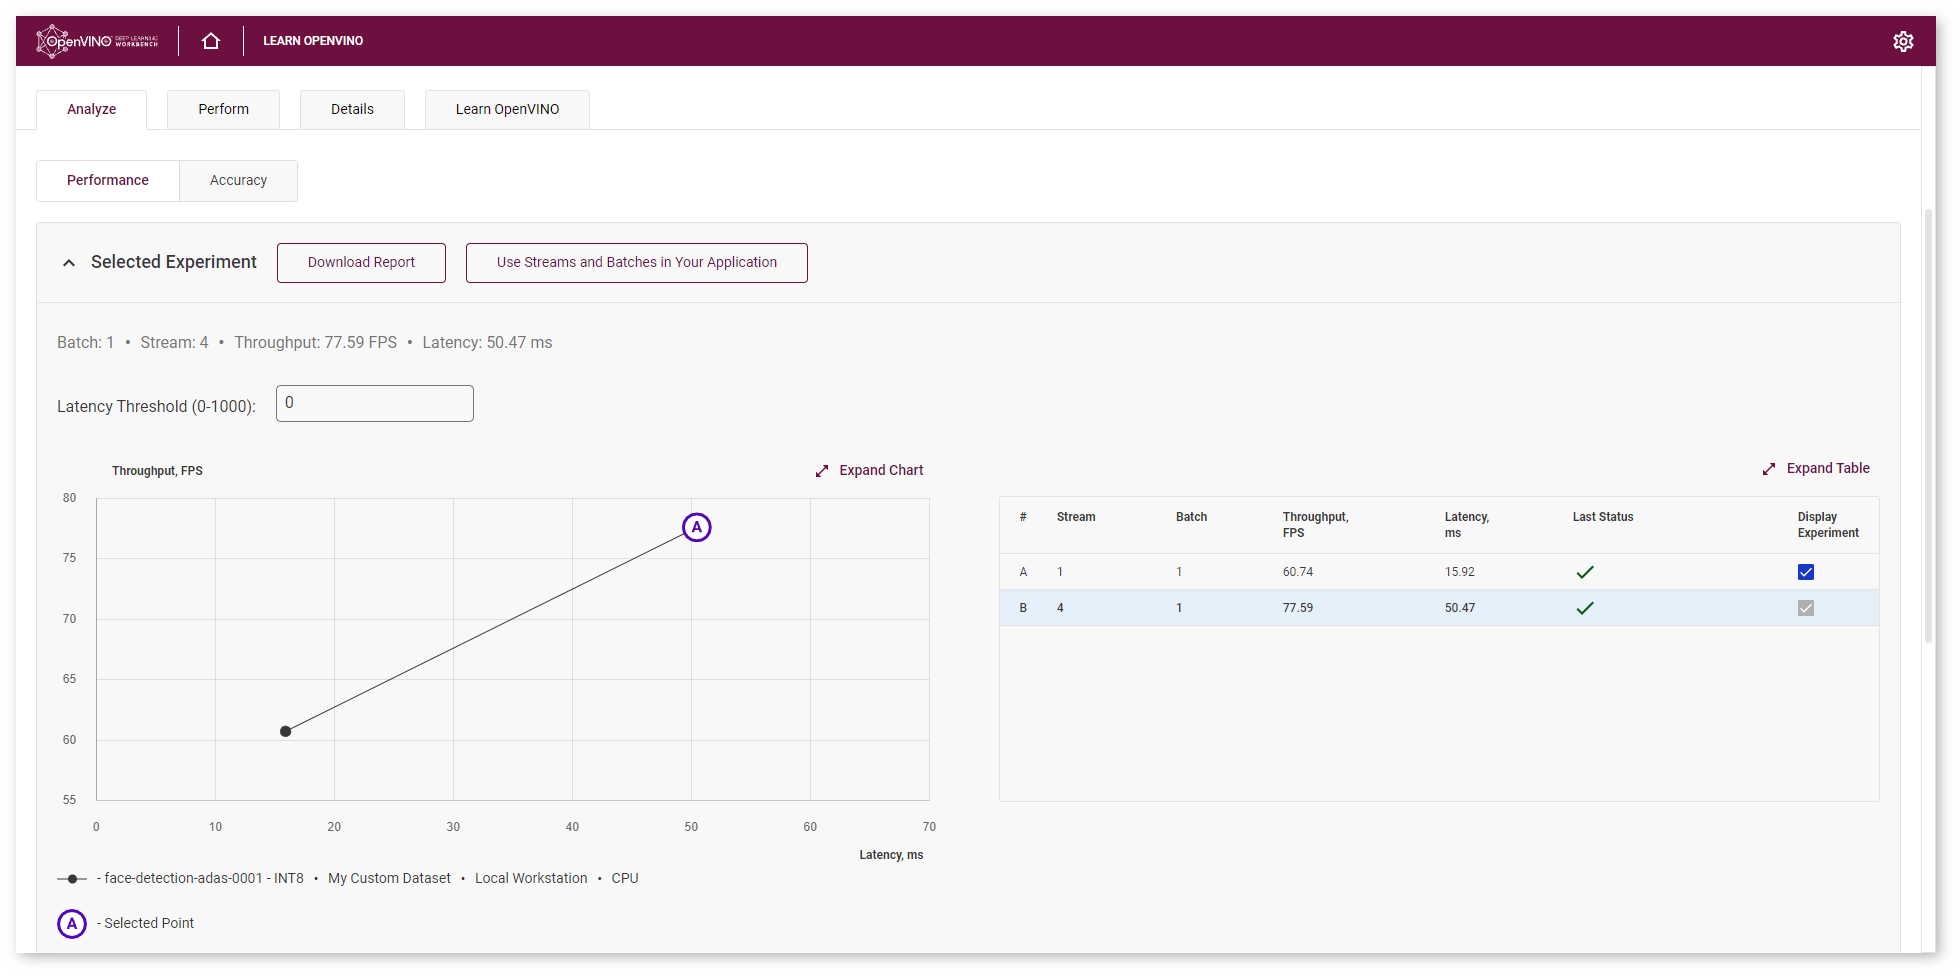 OpenVINO DEEP LEARNING WORKBENCH
LEARN OPENVINO
Analyze
Perform
Details
Learn OpenVINO
Performance
Accuracy
Selected Experiment
Download Report
Use Streams and Batches in Your Application
Batch: 1 • Stream: 4 • Throughput: 77.59 FPS • Latency: 50.47 ms
Latency Threshold (0-1000): 0
Throughput, FPS
Expand Chart
80
75
70
65
60
55
A
0 10 20 30 40 50 60 70
Latency, ms
- face-detection-adas-0001 - INT8 • My Custom Dataset • Local Workstation • CPU
A - Selected Point
Expand Table
# Stream Batch Throughput, FPS Latency, ms Last Status Display Experiment
A 1 1 60.74 15.92
B 4 1 77.59 50.47